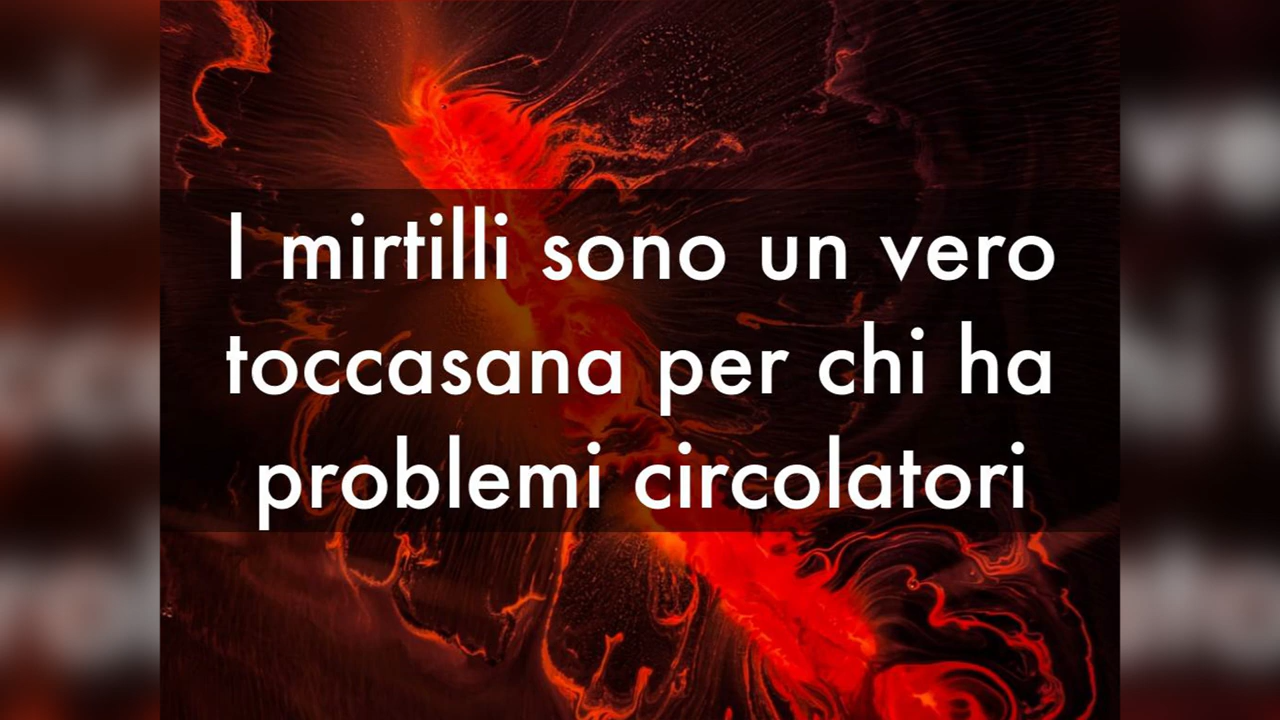 I mirtilli sono un vero
toccasana per chi ha
problemi circolatori